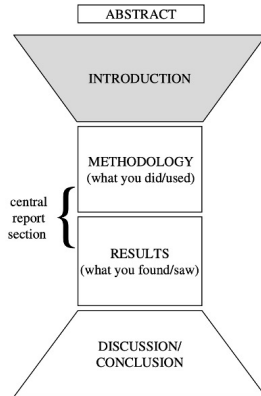 ABSTRACT
INTRODUCTION
METHODOLOGY
(what you did/used)
central
report
section
RESULTS
(what you found/saw)
DISCUSSION/
CONCLUSION